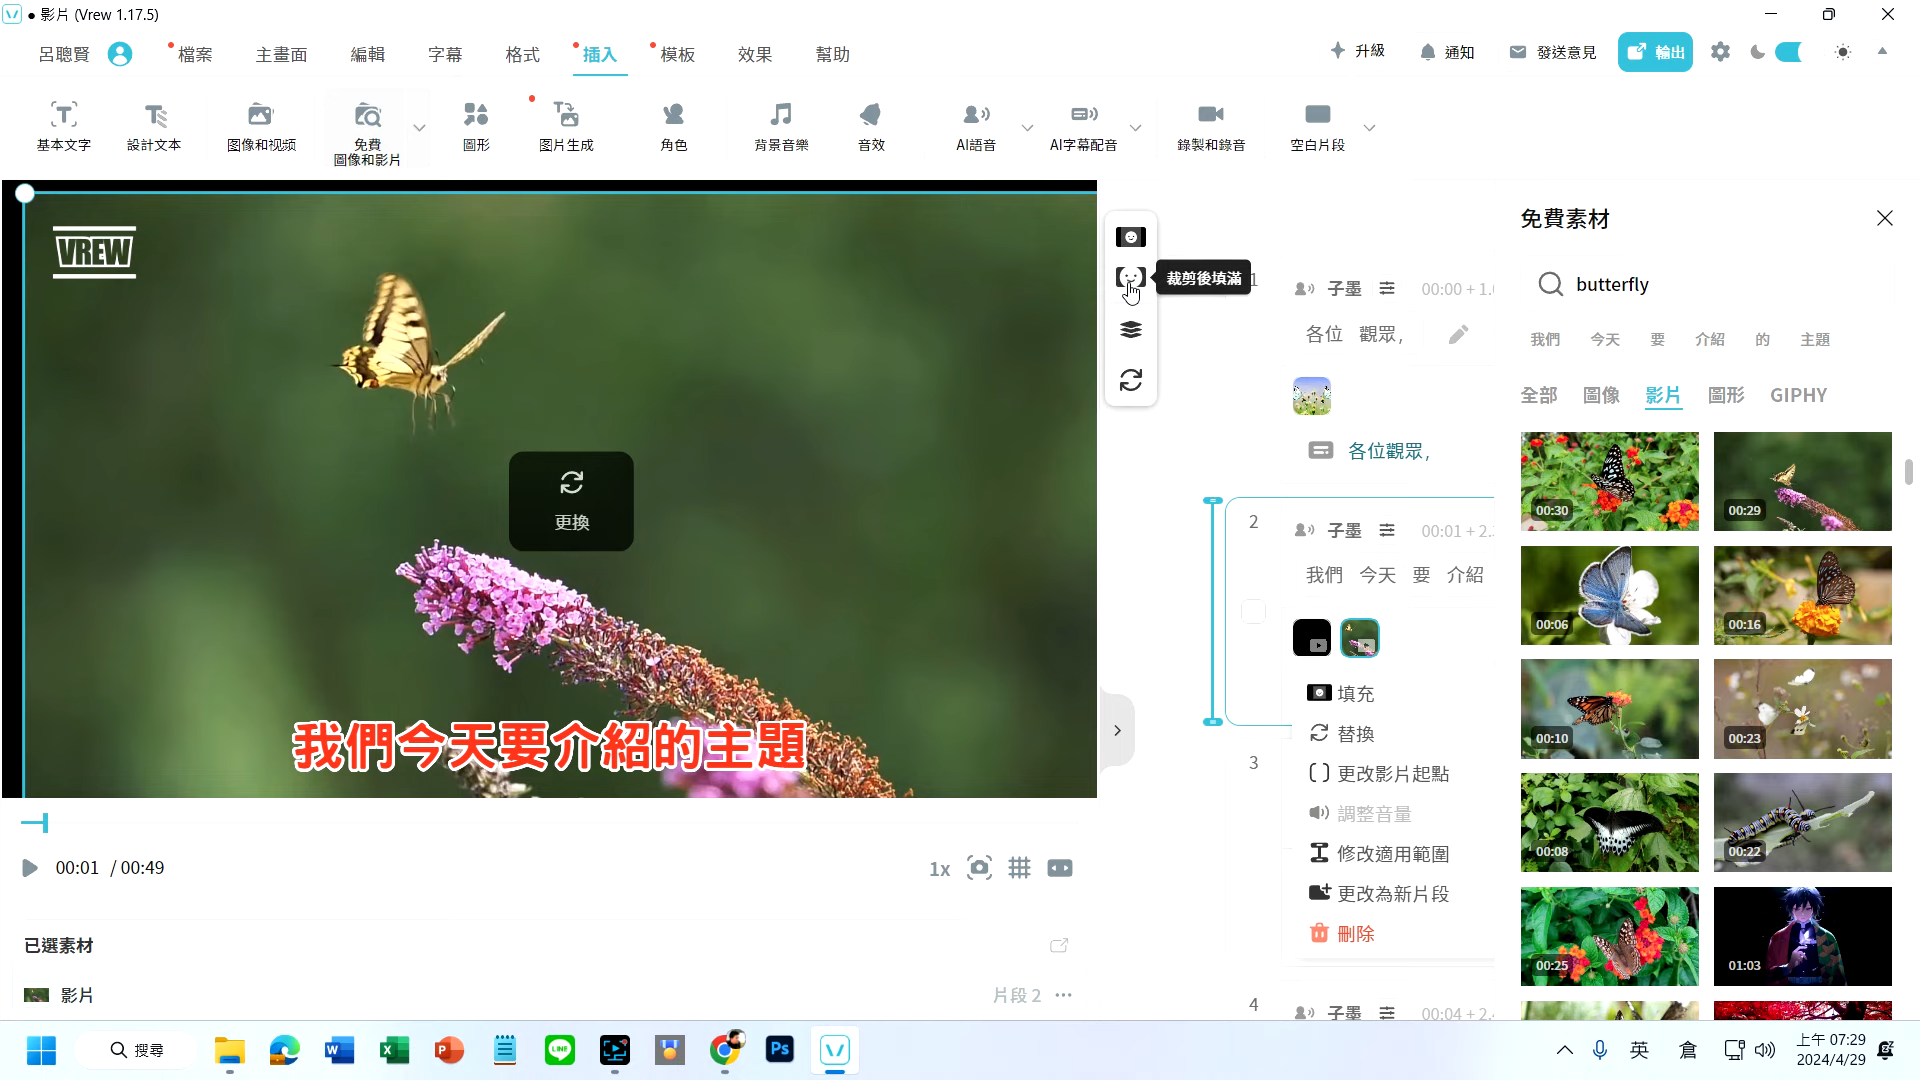 ● 影片 (Vrew 1.17.5)
呂聰賢
檔案
主畫面
編輯
字幕
格式
插入
模板
效果
幫助
升級
通知
發送意見
輸出
基本文字
設計文本
图像和视频
免費
圖像和影片
圖形
图片生成
角色
背景音樂
音效
AI語音
AI字幕配音
錄製和錄音
空白片段
VREW
更換
我們今天要介紹的主題
裁剪後填滿
00:01 / 00:49
1x
已選素材
影片
片段 2
1
子墨
00:00 + 1.
各位 觀眾,
各位觀眾,
2
子墨
00:01 + 2.
我們 今天 要 介紹
填充
替換
更改影片起點
調整音量
修改適用範圍
更改為新片段
刪除
3
4
子墨
00:04 + 2.
免費素材
butterfly
我們 今天 要 介紹 的 主題
全部 圖像 影片 圖形 GIPHY
00:30
00:29
00:06
00:16
00:10
00:23
00:08
00:22
00:25
01:03
搜尋
LINE
Ps
英
倉
上午 07:29
2024/4/29